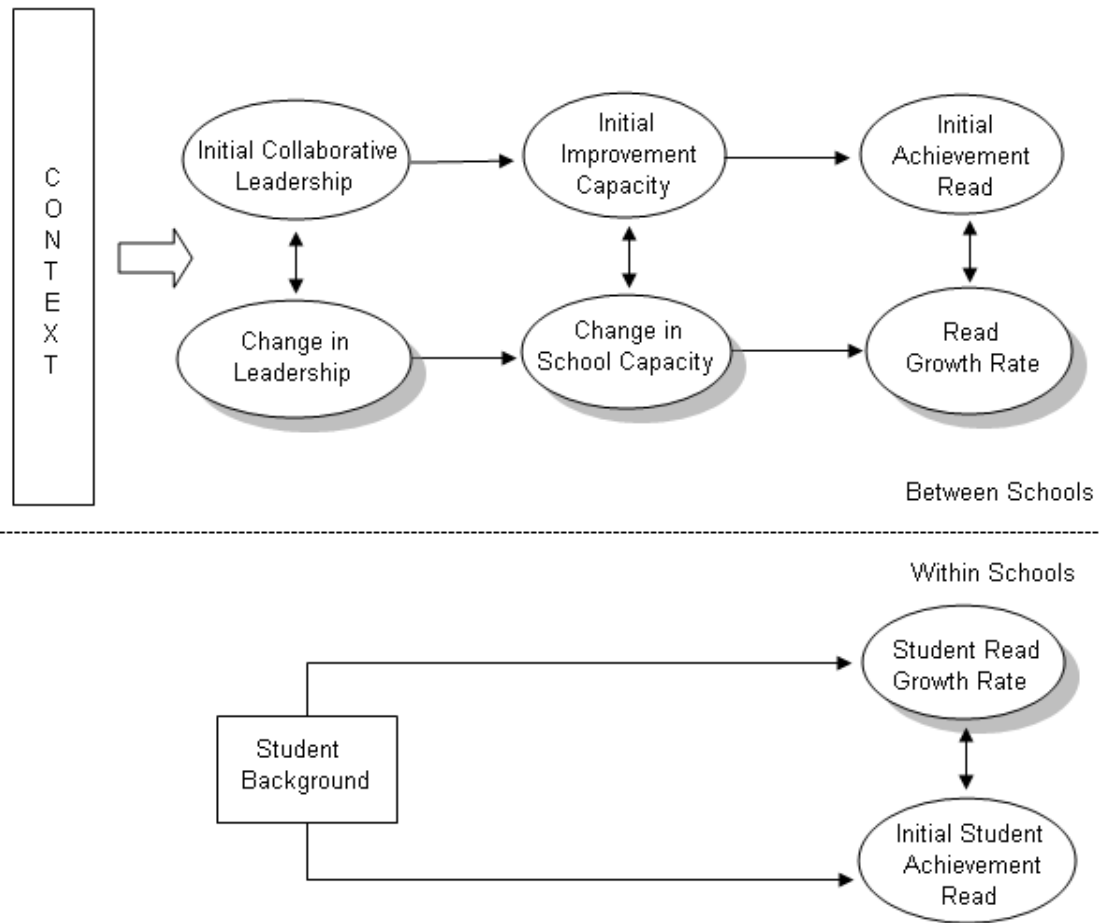 C
O
N
T
E
X
T
Initial Collaborative
Leadership
Initial
Improvement
Capacity
Initial
Achievement
Read
Change in
Leadership
Change in
School Capacity
Read
Growth Rate
Between Schools
Within Schools
Student Read
Growth Rate
Student
Background
Initial Student
Achievement
Read